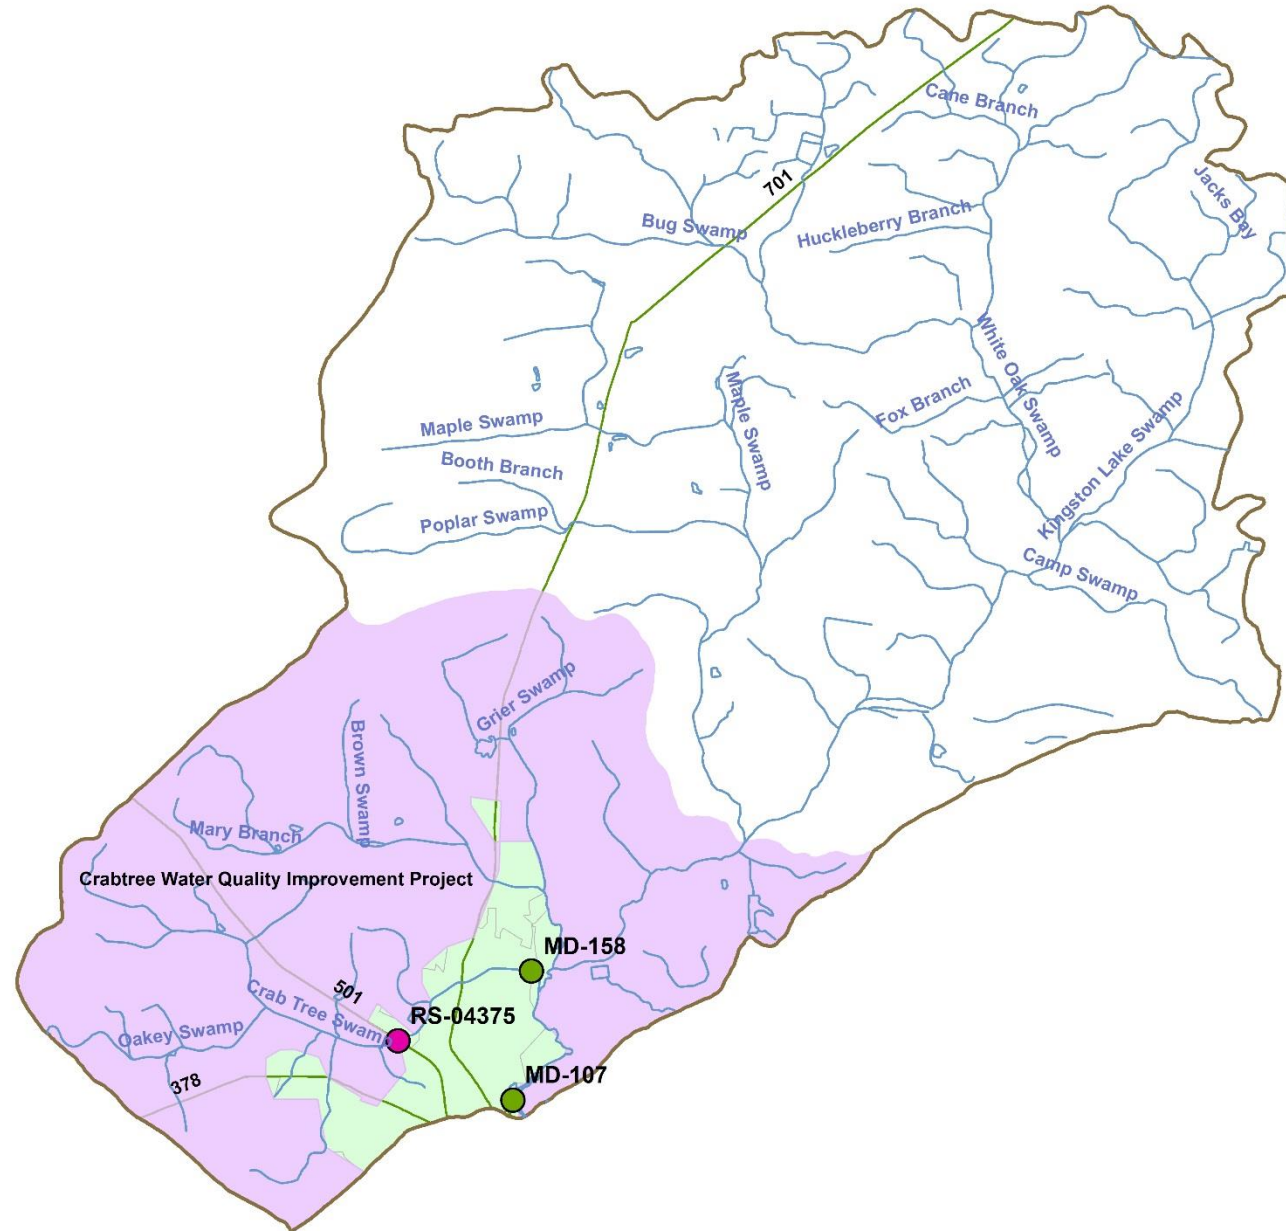 Cane Branch
701
Jacks Bay
Bug Swamp
Huckleberry Branch
White Oak Swamp
Maple Swamp
Fox Branch
Maple Swamp
Booth Branch
Kingston Lake Swamp
Poplar Swamp
Camp Swamp
Grier Swamp
Brown Swamp
Mary Branch
Crabtree Water Quality Improvement Project
MD-158
501
Crab Tree Swamp
RS-04375
Oakey Swamp
378
MD-107